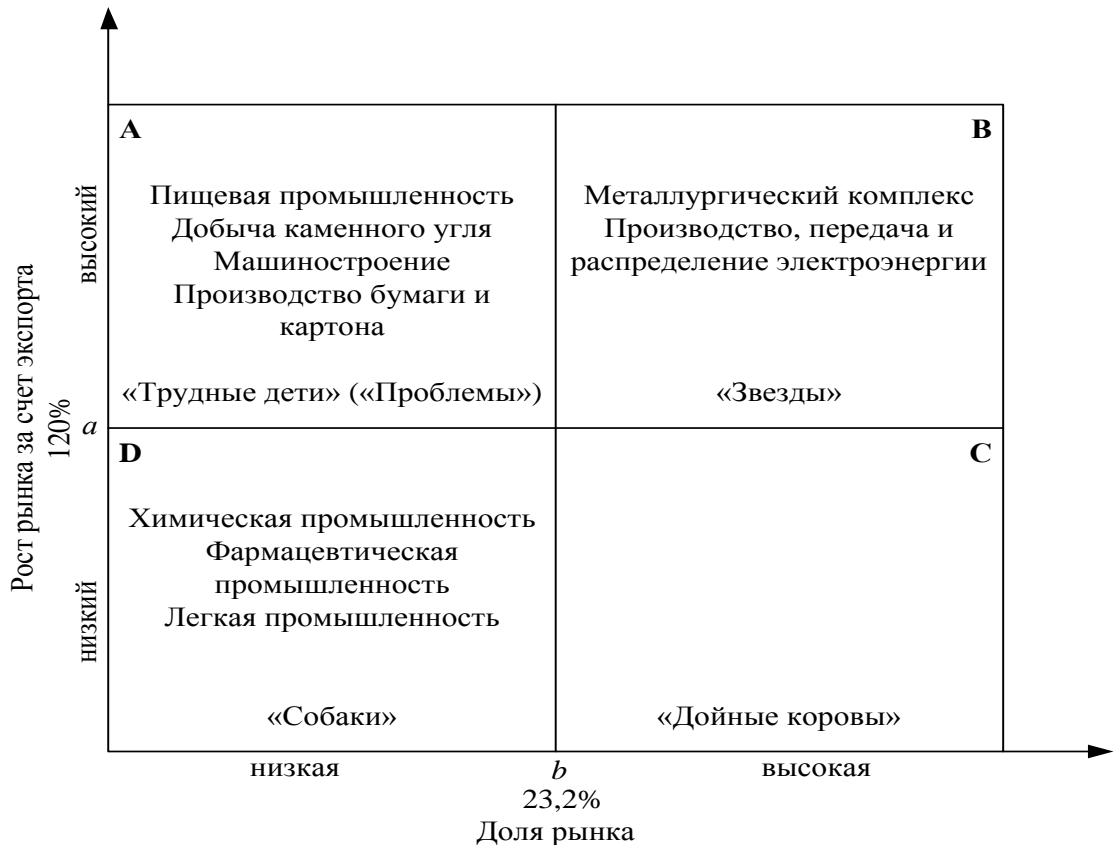 A
Пищевая промышленность
Добыча каменного угля
Машиностроение
Производство бумаги и
картона
«Трудные дети» («Проблемы»)
B
Металлургический комплекс
Производство, передача и
распределение электроэнергии
«Звезды»
D
Химическая промышленность
Фармацевтическая
промышленность
Легкая промышленность
«Собаки»
C
«Дойные коровы»
Рост рынка за счет экспорта
120%
высокий
a
низкий
низкая
b
высокая
23,2%
Доля рынка